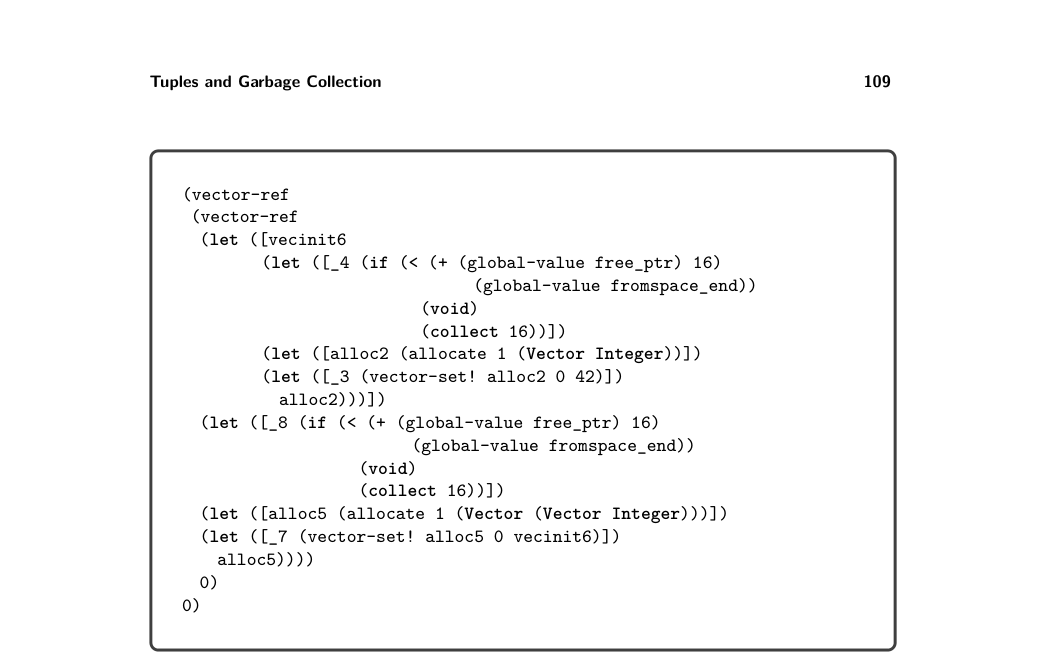 Tuples and Garbage Collection 109
(vector-ref
 (vector-ref
  (let ([vecinit6
         (let ([_4 (if (< (+ (global-value free_ptr) 16)
                                 (global-value fromspace_end))
                           (void)
                           (collect 16))])
         (let ([alloc2 (allocate 1 (Vector Integer))])
         (let ([_3 (vector-set! alloc2 0 42)])
           alloc2)))])
  (let ([_8 (if (< (+ (global-value free_ptr) 16)
                          (global-value fromspace_end))
                    (void)
                    (collect 16))])
  (let ([alloc5 (allocate 1 (Vector (Vector Integer)))])
  (let ([_7 (vector-set! alloc5 0 vecinit6)])
    alloc5))))
  0)
0)